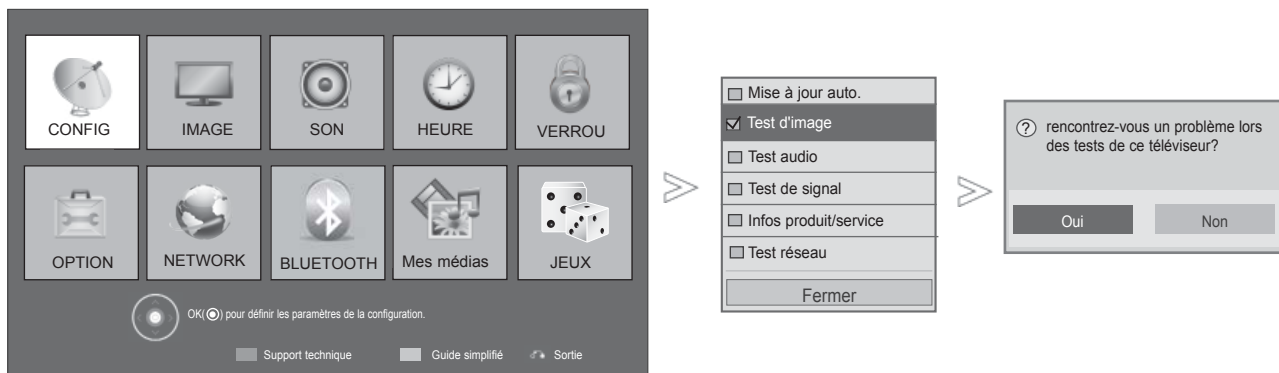 CONFIG
IMAGE
SON
HEURE
VERROU
OPTION
NETWORK
BLUETOOTH
Mes médias
JEUX
OK(◉) pour définir les paramètres de la configuration.
Support technique
Guide simplifié
Sortie
Mise à jour auto.
Test d'image
Test audio
Test de signal
Infos produit/service
Test réseau
Fermer
? rencontrez-vous un problème lors
des tests de ce téléviseur?
Oui
Non